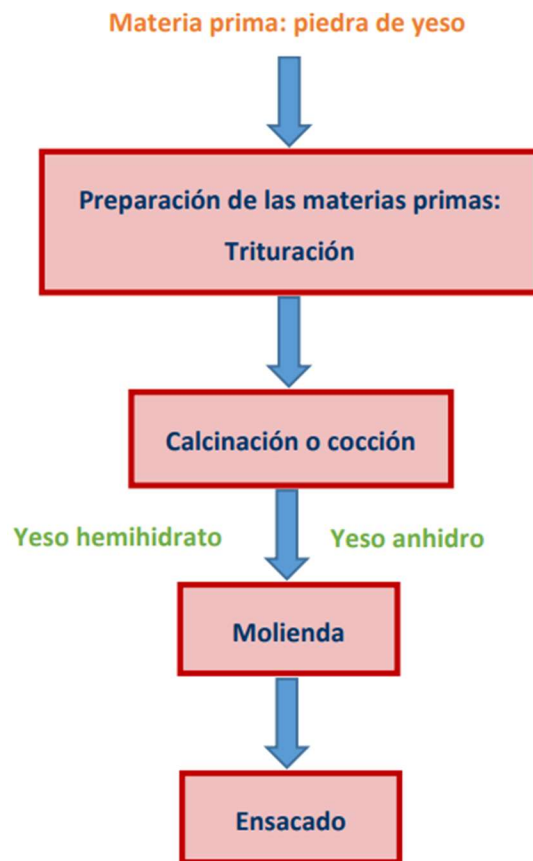 Materia prima: piedra de yeso
Preparación de las materias primas:
Trituración
Calcinación o cocción
Yeso hemihidrato
Yeso anhidro
Molienda
Ensacado